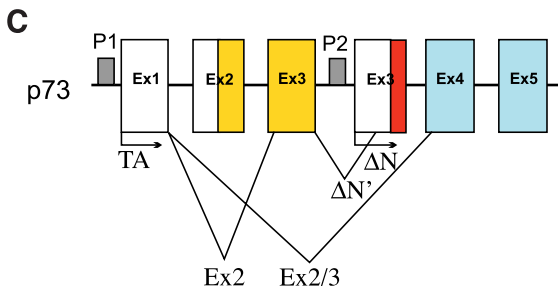 C
P1 P2
p73 Ex1 Ex2 Ex3 Ex3 Ex4 Ex5
TA ΔN
ΔN’
Ex2 Ex2/3